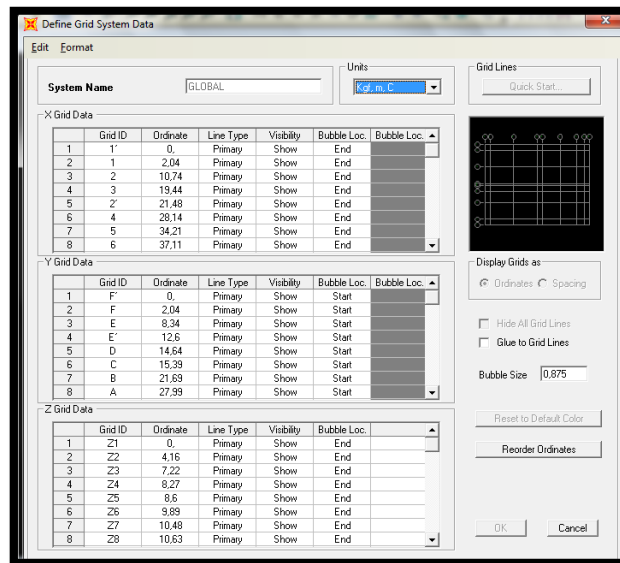 Define Grid System Data
Edit Format
Units
Grid Lines
System Name GLOBAL Kgf, m, C Quick Start...
X Grid Data
Grid ID Ordinate Line Type Visibility Bubble Loc. Bubble Loc.
1 1´ 0, Primary Show End
2 1 2,04 Primary Show End
3 2 10,74 Primary Show End
4 3 19,44 Primary Show End
5 2´ 21,48 Primary Show End
6 4 28,14 Primary Show End
7 5 34,21 Primary Show End
8 6 37,11 Primary Show End
Y Grid Data
Display Grids as
Grid ID Ordinate Line Type Visibility Bubble Loc. Bubble Loc.
Ordinates Spacing
1 F´ 0, Primary Show Start
2 F 2,04 Primary Show Start
3 E 8,34 Primary Show Start
4 E´ 12,6 Primary Show Start
5 D 14,64 Primary Show Start
6 C 15,39 Primary Show Start
7 B 21,69 Primary Show Start
8 A 27,99 Primary Show Start
Hide All Grid Lines
Glue to Grid Lines
Bubble Size 0,875
Z Grid Data
Grid ID Ordinate Line Type Visibility Bubble Loc.
1 Z1 0, Primary Show End
2 Z2 4,16 Primary Show End
3 Z3 7,22 Primary Show End
4 Z4 8,27 Primary Show End
5 Z5 8,6 Primary Show End
6 Z6 9,89 Primary Show End
7 Z7 10,48 Primary Show End
8 Z8 10,63 Primary Show End
Reset to Default Color
Reorder Ordinates
OK Cancel